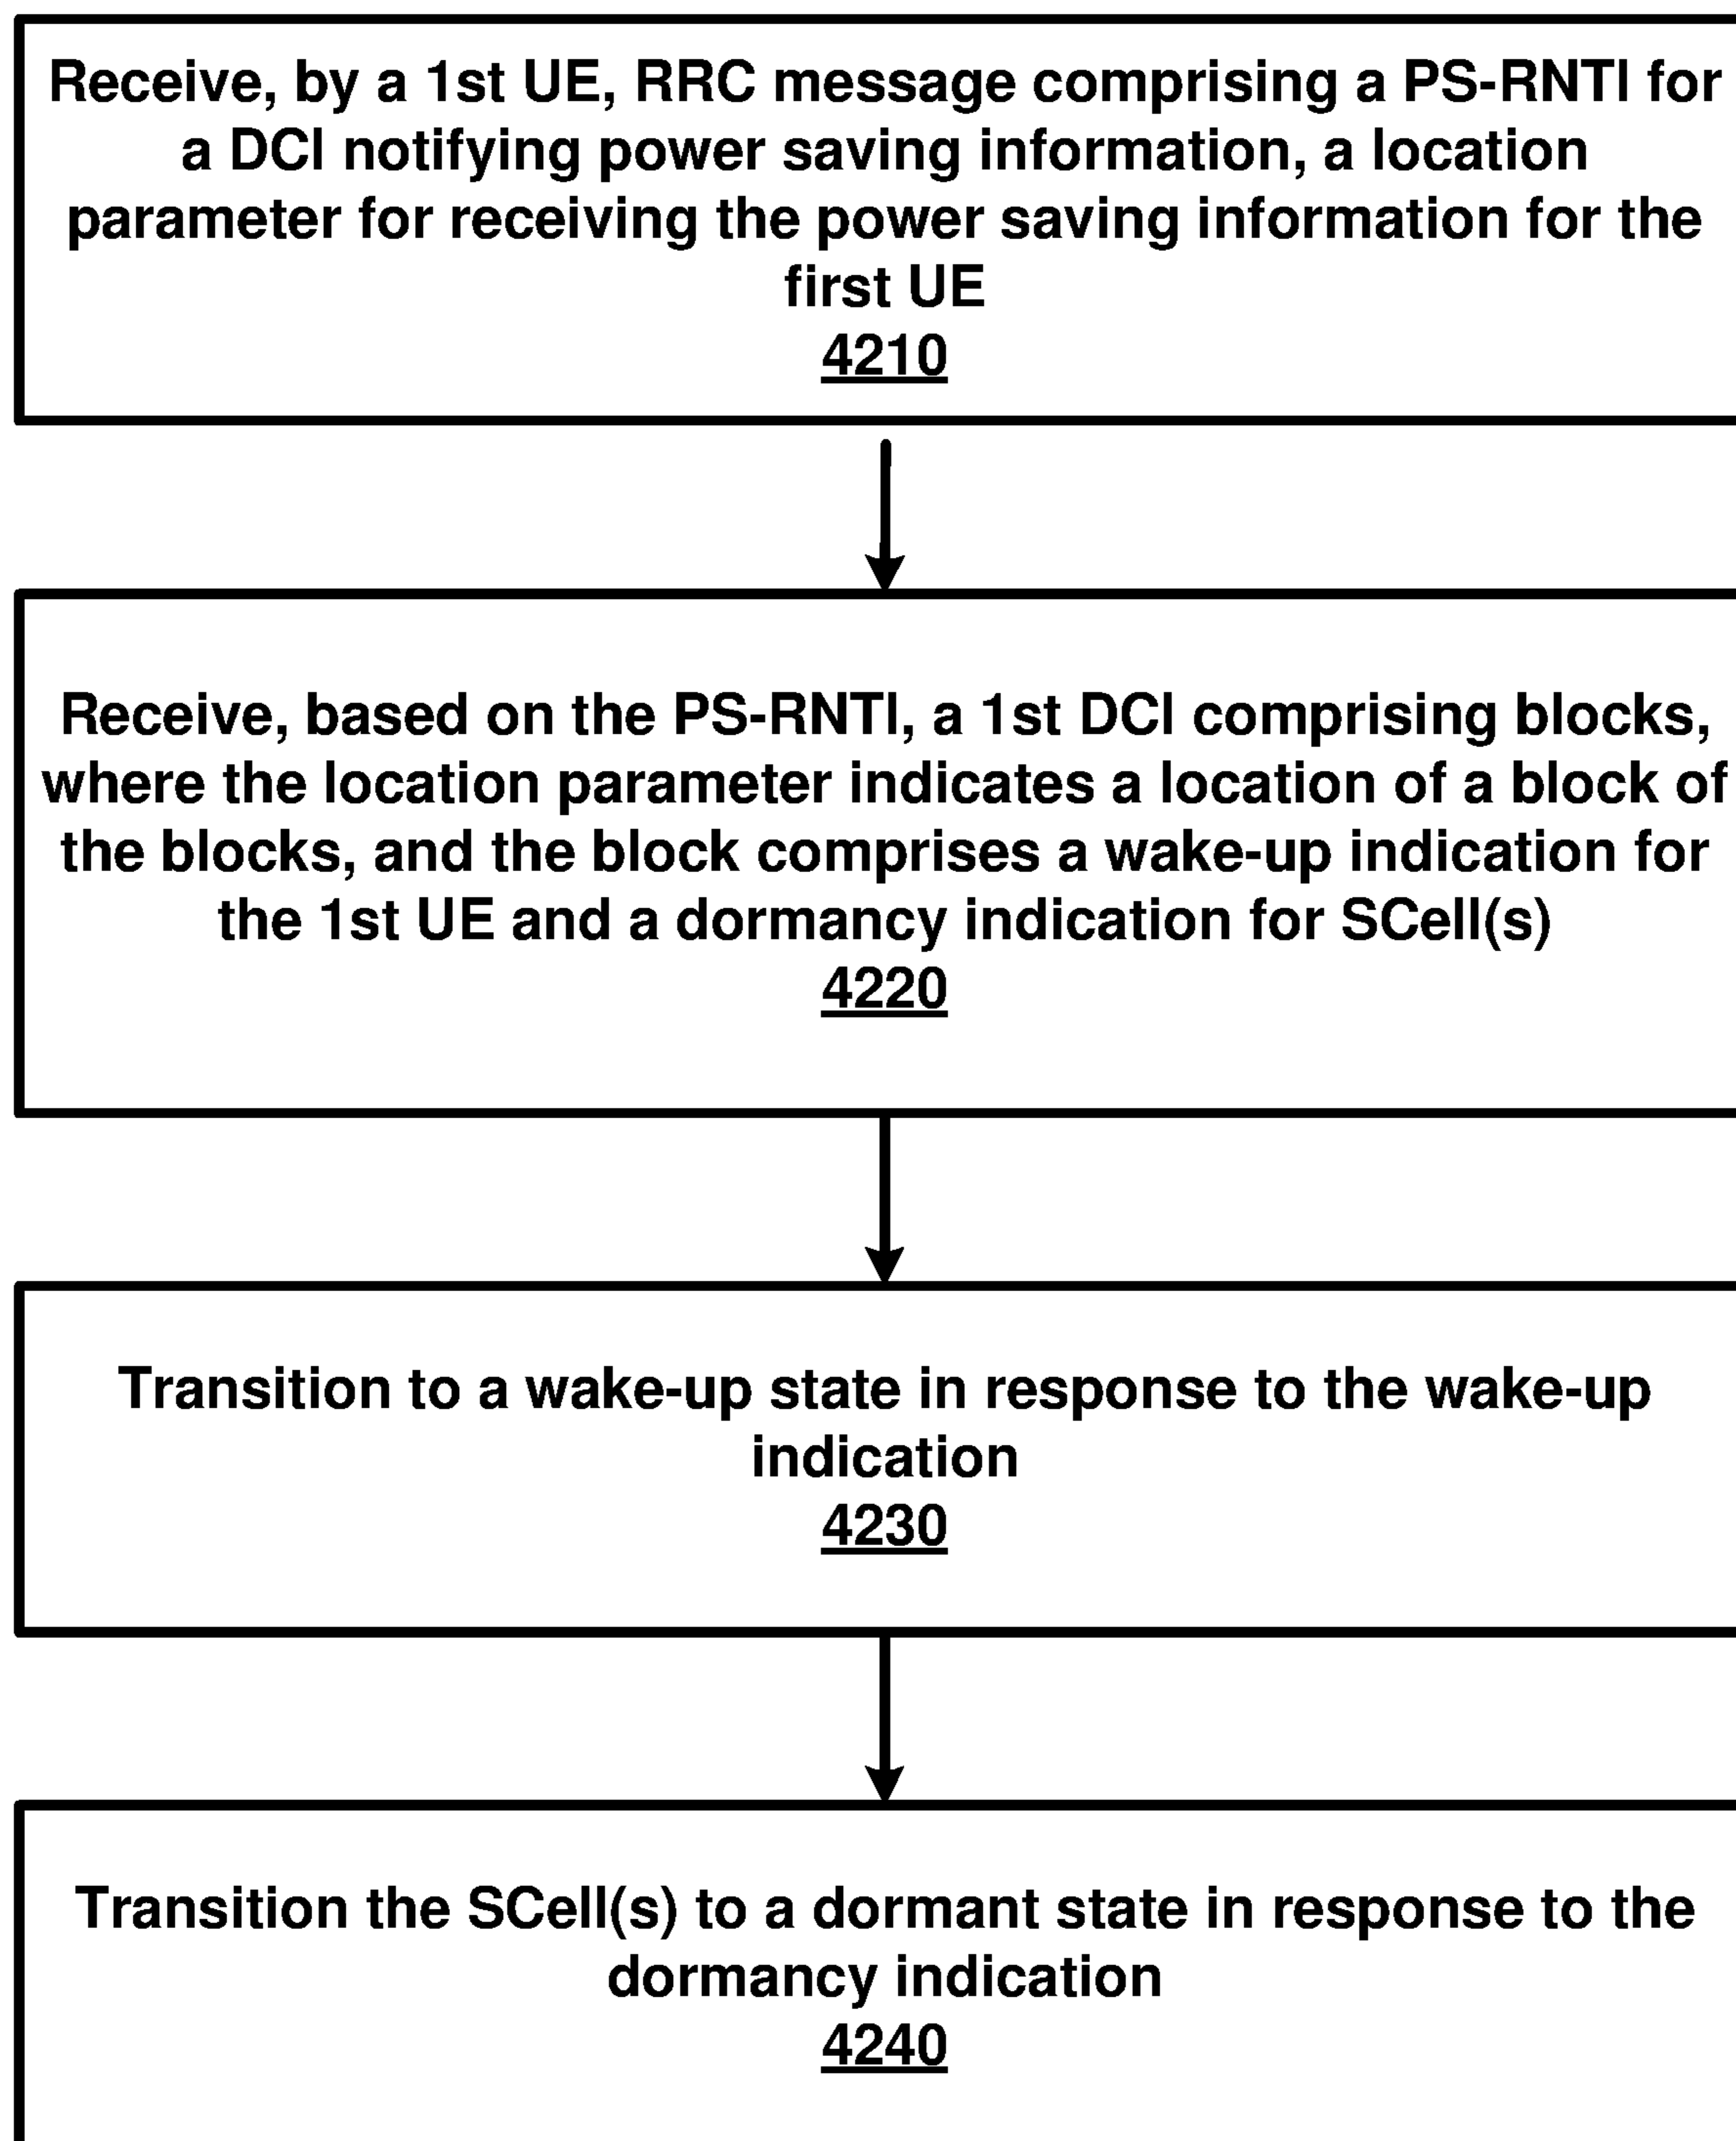 Receive, by a 1st UE, RRC message comprising a PS-RNTI for
a DCI notifying power saving information, a location
parameter for receiving the power saving information for the
first UE
4210
Receive, based on the PS-RNTI, a 1st DCI comprising blocks,
where the location parameter indicates a location of a block of
the blocks, and the block comprises a wake-up indication for
the 1st UE and a dormancy indication for SCell(s)
4220
Transition to a wake-up state in response to the wake-up
indication
4230
Transition the SCell(s) to a dormant state in response to the
dormancy indication
4240